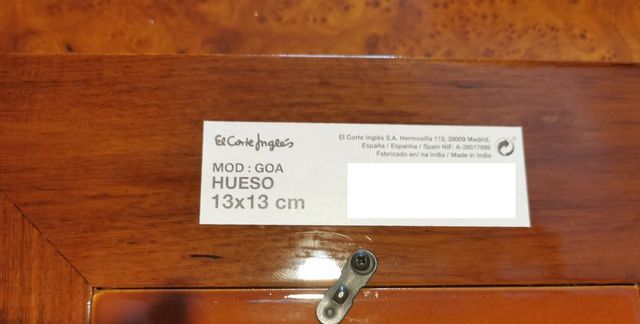 El Corte Inglés
El Corte Inglés S.A. Hermosilla 112, 28009 Madrid,
España / Espanha / Spain NIF: A-28017895
Fabricado en/ na India / Made in India
MOD : GOA
HUESO
13x13 cm